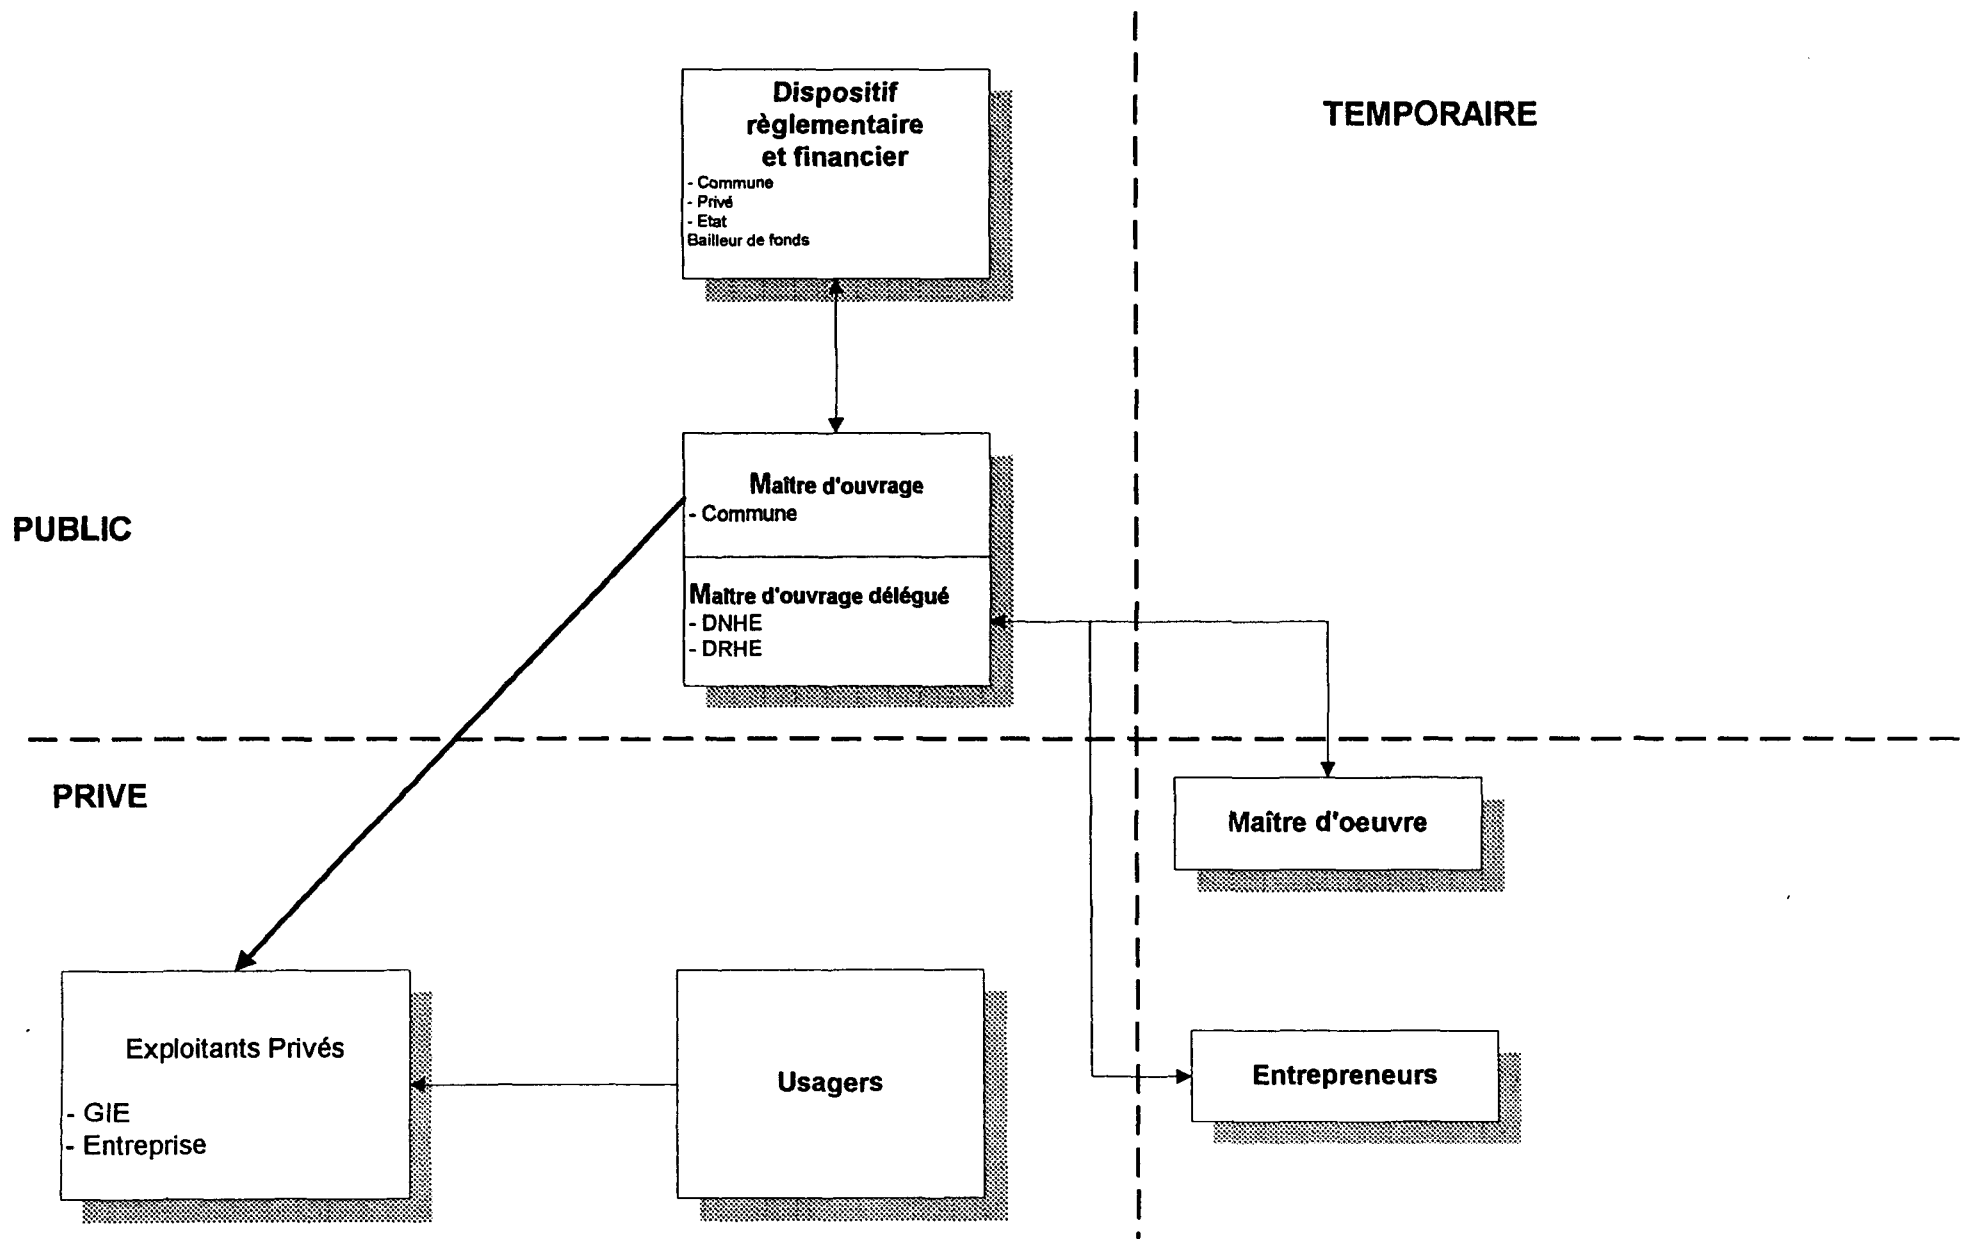 TEMPORAIRE
Dispositif
règlementaire
et financier
- Commune
- Privé
- Etat
Bailleur de fonds
PUBLIC
Maître d'ouvrage
- Commune
Maître d'ouvrage délégué
- DNHE
- DRHE
PRIVE
Maître d'oeuvre
Exploitants Privés
- GIE
- Entreprise
Usagers
Entrepreneurs